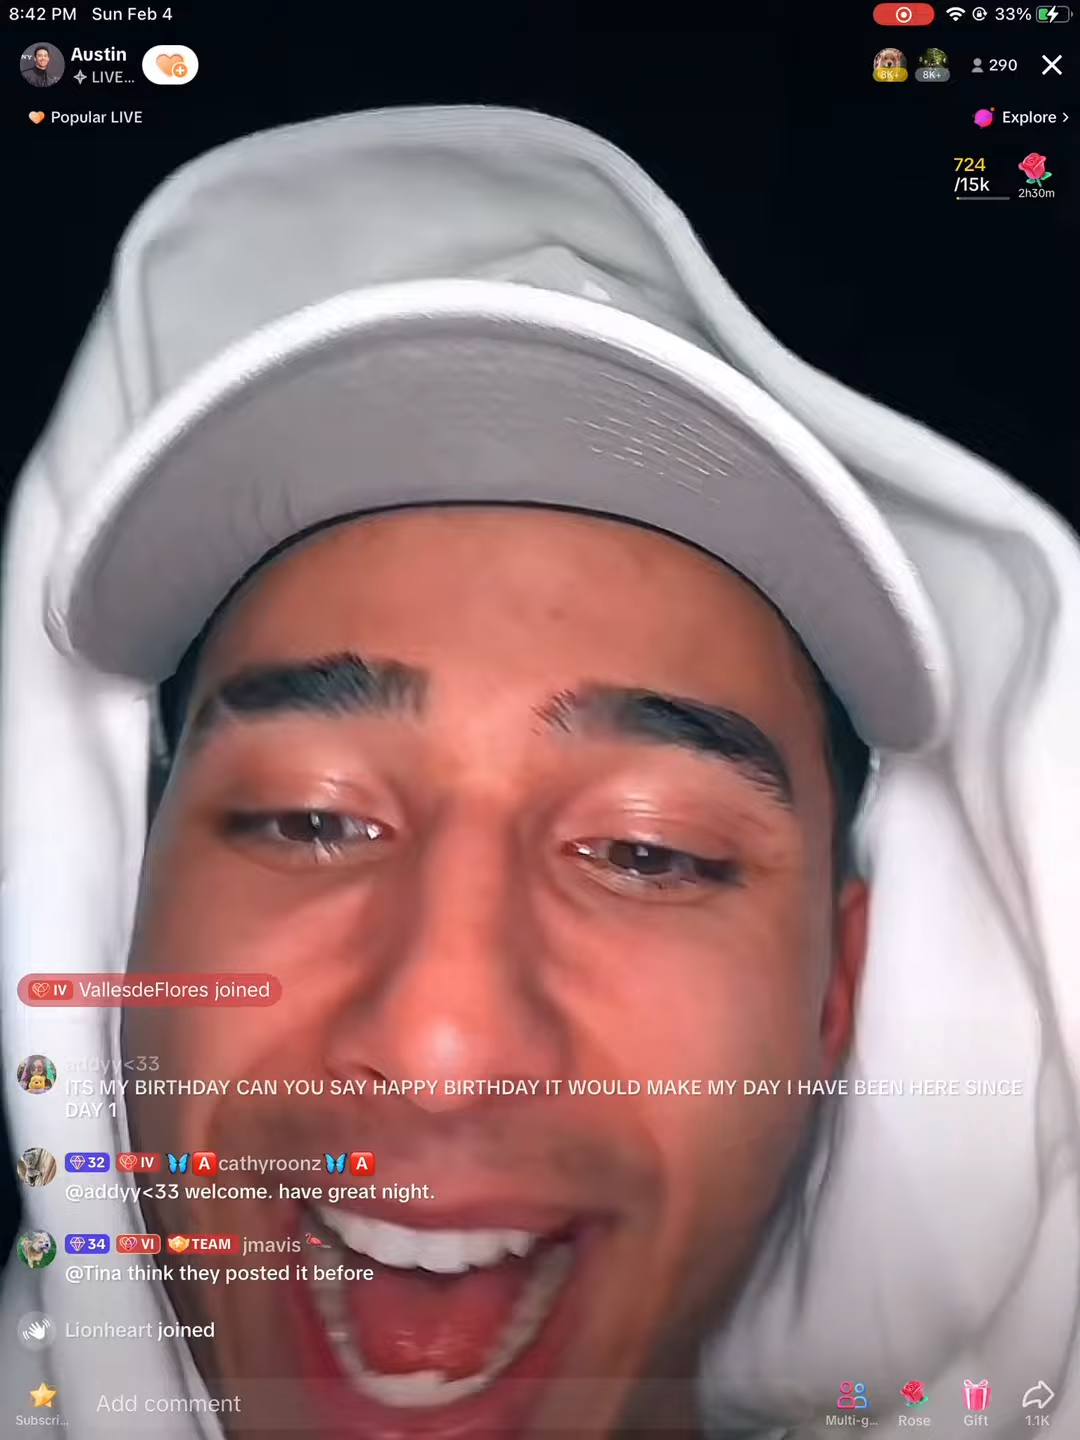 8:42 PM Sun Feb 4
33%
Austin
LIVE...
8K+
8K+
290
Popular LIVE
Explore >
724
/15k
2h30m
IV VallesdeFlores joined
addyy<33
ITS MY BIRTHDAY CAN YOU SAY HAPPY BIRTHDAY IT WOULD MAKE MY DAY I HAVE BEEN HERE SINCE
DAY 1
32 IV 🦋🅰cathyroonz🦋🅰
@addyy<33 welcome. have great night.
34 VI TEAM jmavis🦩
@Tina think they posted it before
Lionheart joined
Add comment
Subscri...
Multi-g...
Rose
Gift
1.1K